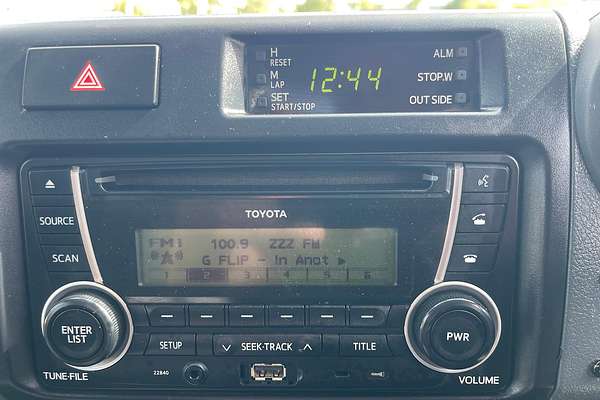 H
RESET
M
LAP
SET
START/STOP
12:44
ALM
STOP.W
OUT SIDE
TOYOTA
SOURCE
SCAN
FM1 100.9 ZZZ FM
G FLIP - In Anot ▶
1 2 3 4 5 6
ENTER
LIST
TUNE•FILE
SETUP
SEEK•TRACK
TITLE
PWR
VOLUME
22840